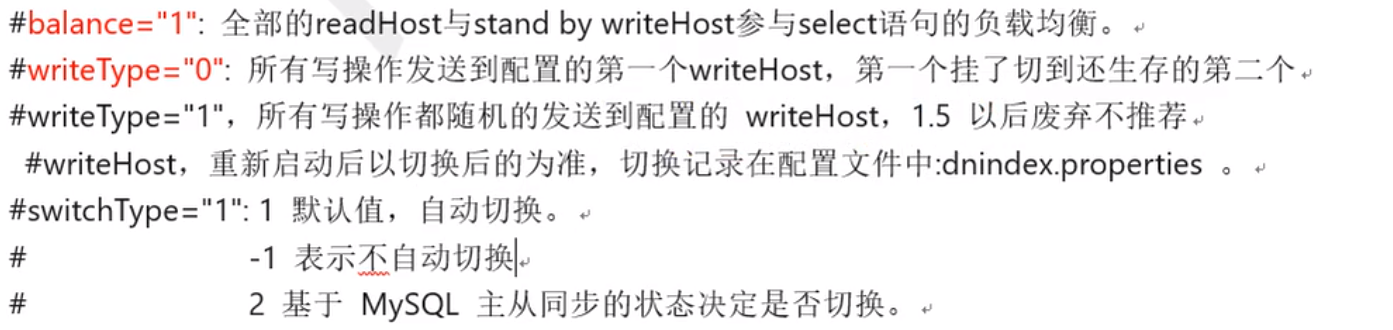 #balance="1": 全部的readHost与stand by writeHost参与select语句的负载均衡。
#writeType="0": 所有写操作发送到配置的第一个writeHost，第一个挂了切到还生存的第二个
#writeType="1"，所有写操作都随机的发送到配置的 writeHost，1.5 以后废弃不推荐
#writeHost，重新启动后以切换后的为准，切换记录在配置文件中:dnindex.properties 。
#switchType="1": 1 默认值，自动切换。
# -1 表示不自动切换
# 2 基于 MySQL 主从同步的状态决定是否切换。